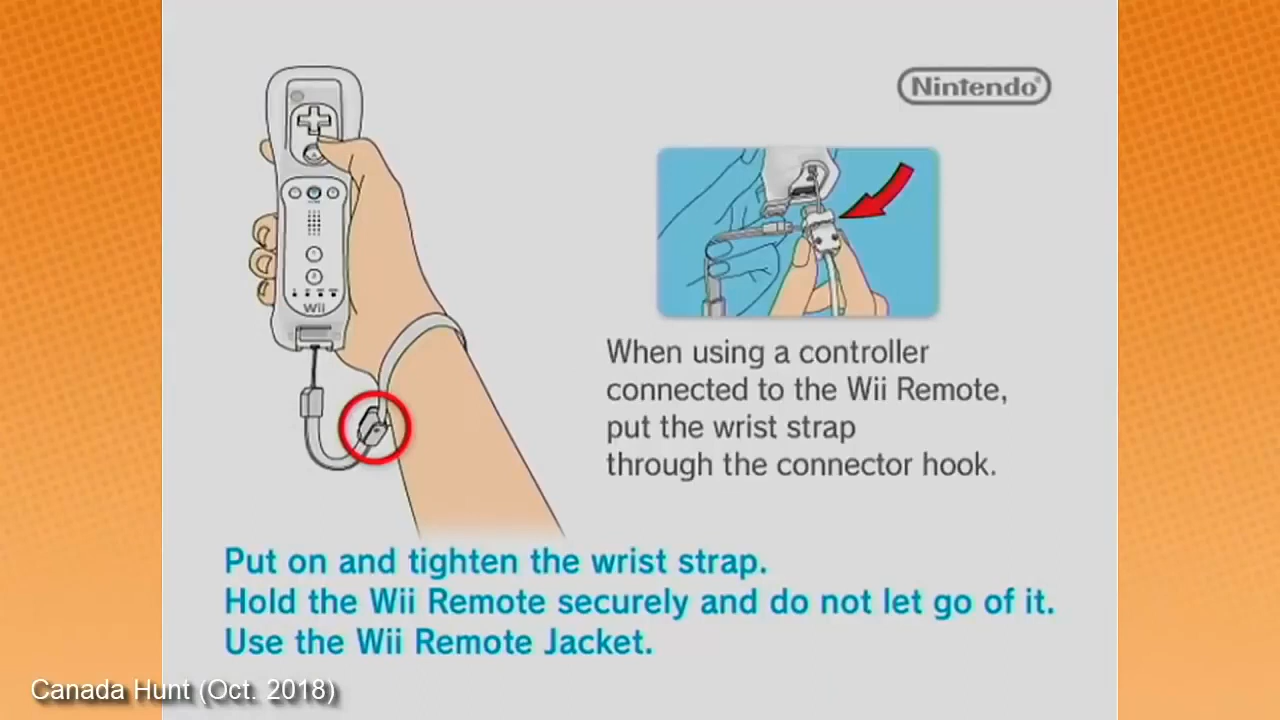 Nintendo®
Wii
When using a controller
connected to the Wii Remote,
put the wrist strap
through the connector hook.
Put on and tighten the wrist strap.
Hold the Wii Remote securely and do not let go of it.
Use the Wii Remote Jacket.
Canada Hunt (Oct. 2018)